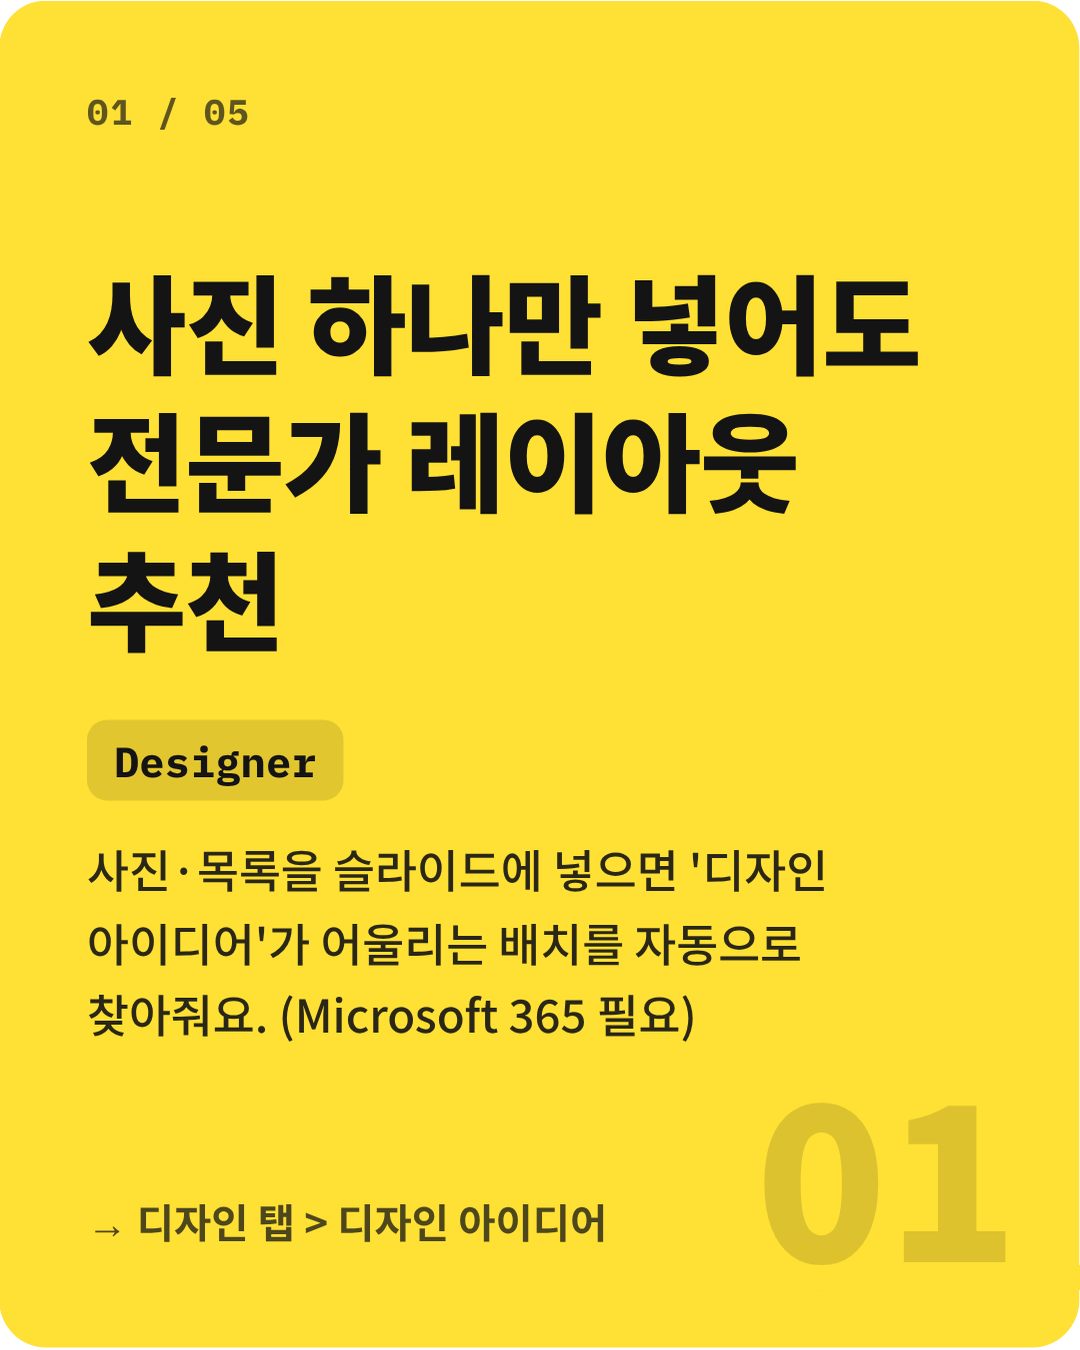 01 / 05
사진 하나만 넣어도
전문가 레이아웃
추천
Designer
사진·목록을 슬라이드에 넣으면 '디자인
아이디어'가 어울리는 배치를 자동으로
찾아줘요. (Microsoft 365 필요)
→ 디자인 탭 > 디자인 아이디어
01